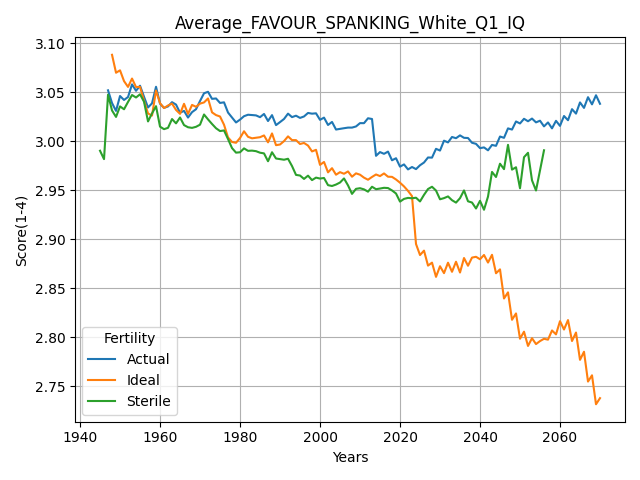 Average_FAVOUR_SPANKING_White_Q1_IQ
3.10
3.05
3.00
2.95
2.90
2.85
2.80
2.75
Score(1-4)
Fertility
Actual
Ideal
Sterile
1940 1960 1980 2000 2020 2040 2060
Years